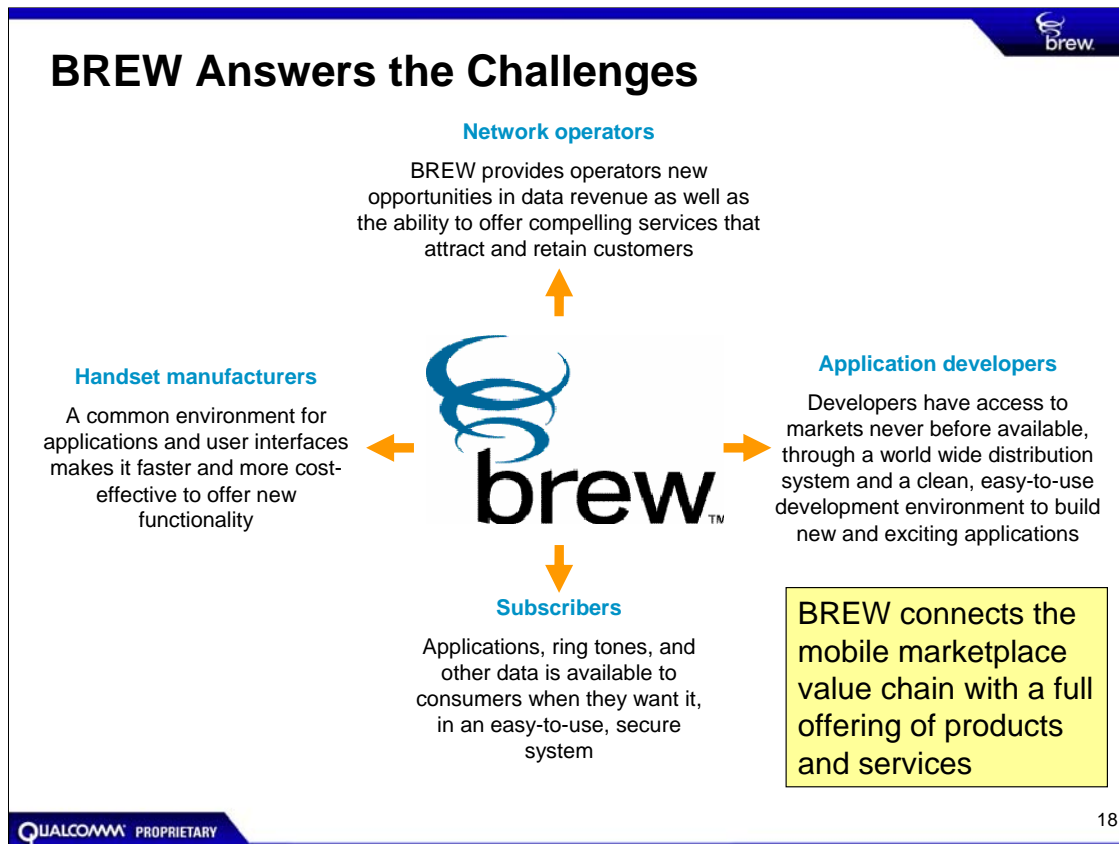 brew.
BREW Answers the Challenges
Network operators
BREW provides operators new
opportunities in data revenue as well as
the ability to offer compelling services that
attract and retain customers
Handset manufacturers
A common environment for
applications and user interfaces
makes it faster and more cost-
effective to offer new
functionality
brew.
TM
Application developers
Developers have access to
markets never before available,
through a world wide distribution
system and a clean, easy-to-use
development environment to build
new and exciting applications
Subscribers
Applications, ring tones, and
other data is available to
consumers when they want it,
in an easy-to-use, secure
system
BREW connects the
mobile marketplace
value chain with a full
offering of products
and services
QUALCOMM PROPRIETARY
18